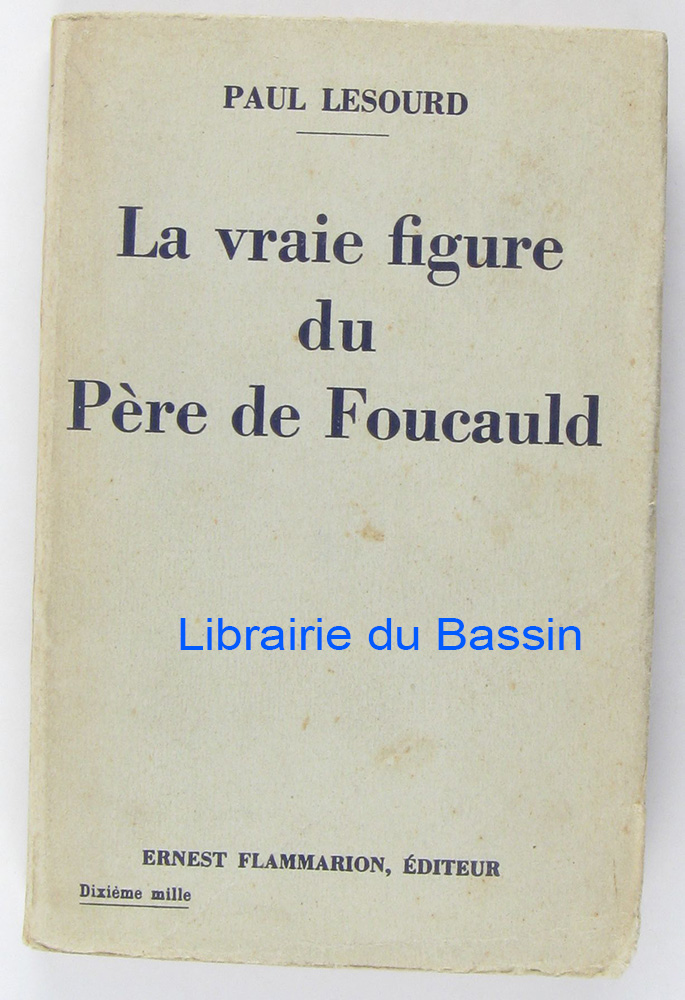 PAUL LESOURD
La vraie figure
du
Père de Foucauld
Librairie du Bassin
ERNEST FLAMMARION, ÉDITEUR
Dixième mille